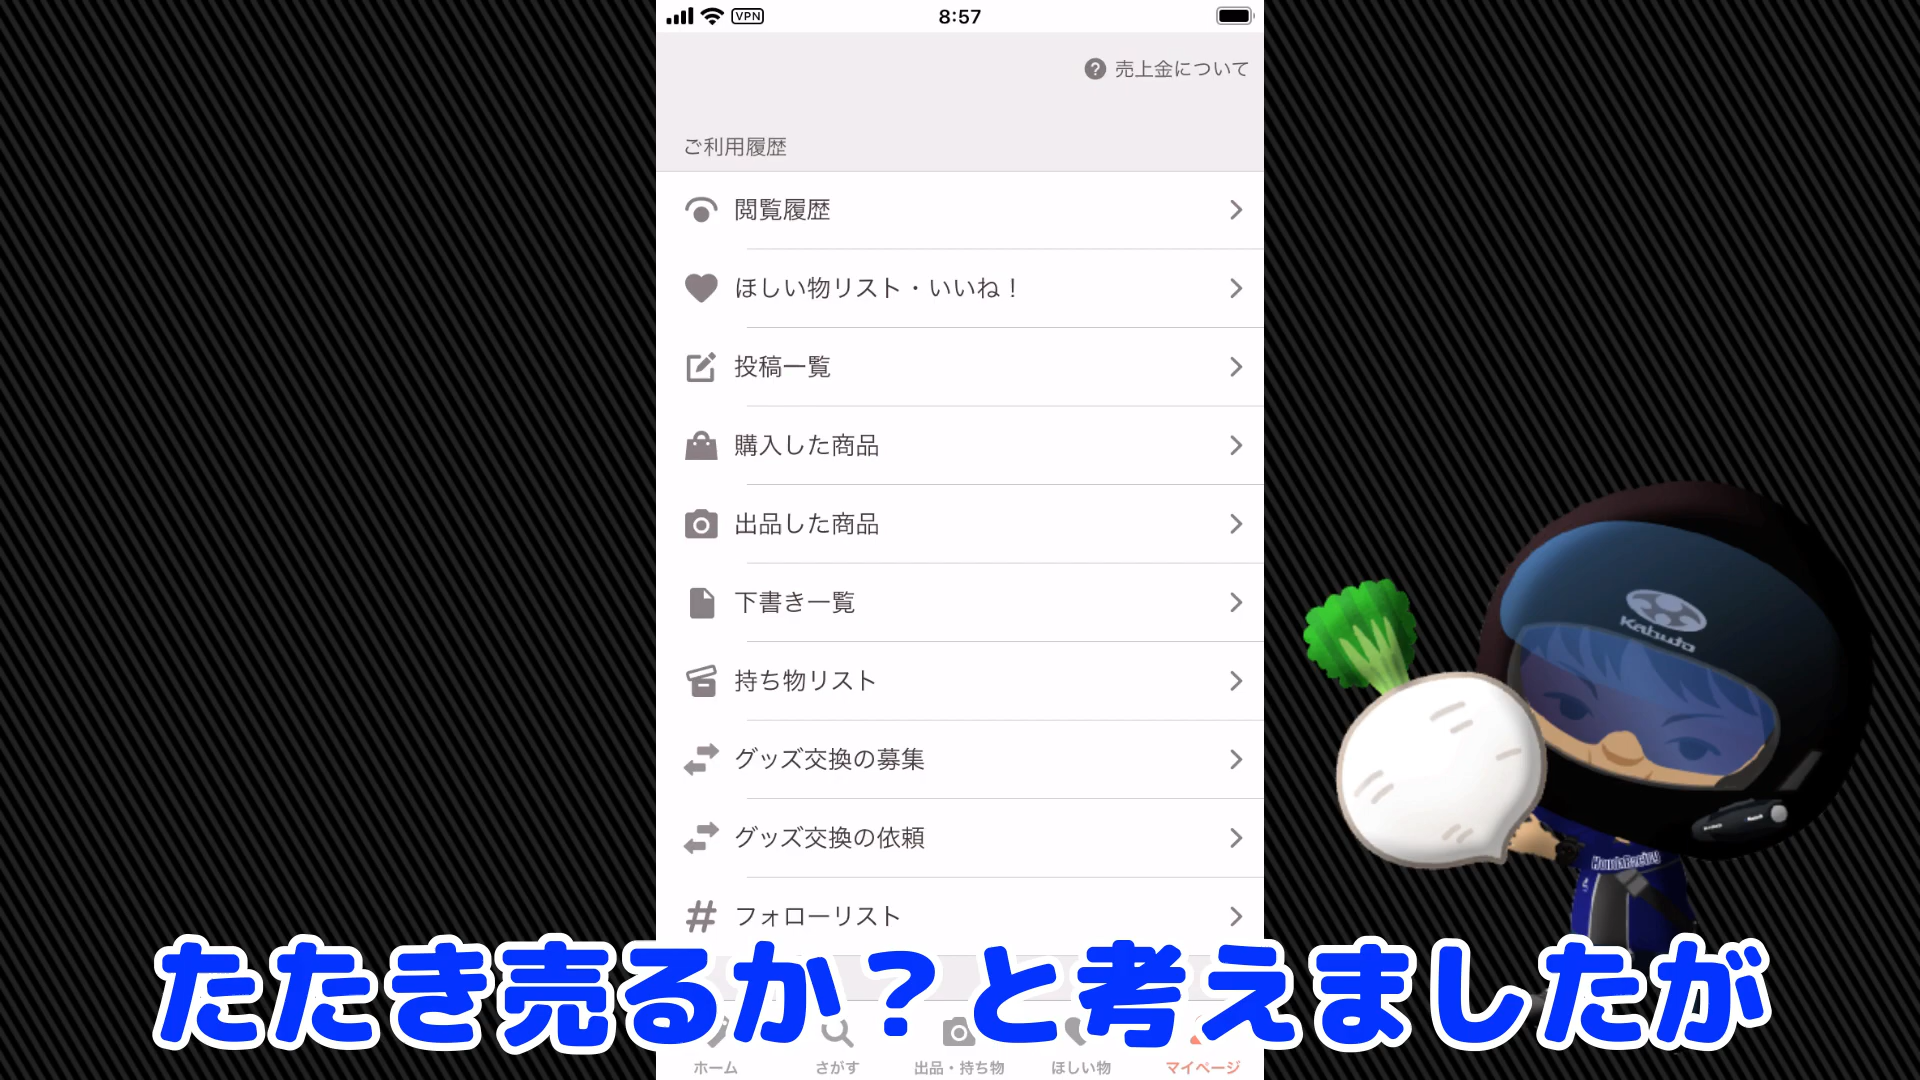 VPN
8:57
売上金について
ご利用履歴
閲覧履歴
ほしい物リスト・いいね！
投稿一覧
購入した商品
出品した商品
下書き一覧
持ち物リスト
グッズ交換の募集
グッズ交換の依頼
フォローリスト
Kabuto
HondaRacing
たたき売るか？と考えましたが
ホーム
さがす
出品・持ち物
ほしい物
マイページ